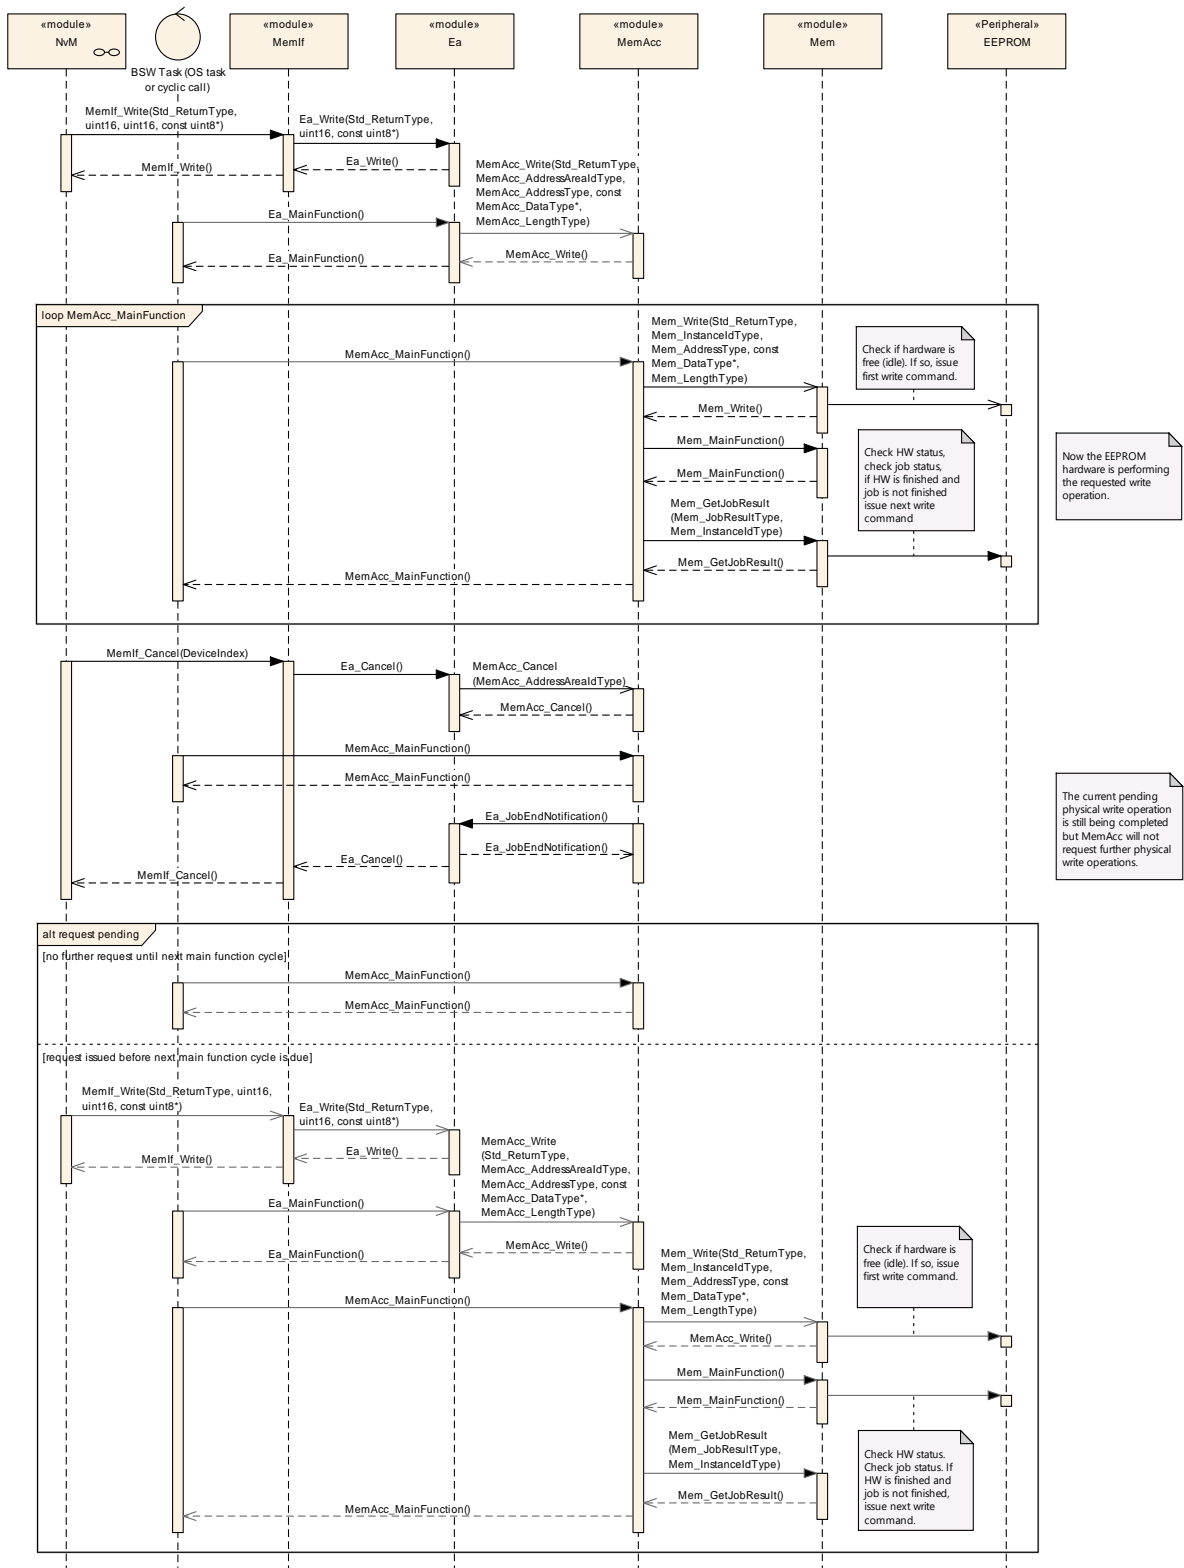 «module»
NvM
BSW Task (OS task
or cyclic call)
«module»
MemIf
«module»
Ea
«module»
MemAcc
«module»
Mem
«Peripheral»
EEPROM
MemIf_Write(Std_ReturnType,
uint16, uint16, const uint8*)
Ea_Write(Std_ReturnType,
uint16, const uint8*)
Ea_Write()
MemIf_Write()
MemAcc_Write(Std_ReturnType,
MemAcc_AddressAreaIdType,
MemAcc_AddressType, const
MemAcc_DataType*,
MemAcc_LengthType)
Ea_MainFunction()
MemAcc_Write()
Ea_MainFunction()
loop MemAcc_MainFunction
Mem_Write(Std_ReturnType,
Mem_InstanceIdType,
Mem_AddressType, const
Mem_DataType*,
Mem_LengthType)
MemAcc_MainFunction()
Check if hardware is
free (idle). If so, issue
first write command.
Mem_Write()
Mem_MainFunction()
Mem_MainFunction()
Check HW status,
check job status,
if HW is finished and
job is not finished
issue next write
command
Now the EEPROM
hardware is performing
the requested write
operation.
Mem_GetJobResult
(Mem_JobResultType,
Mem_InstanceIdType)
Mem_GetJobResult()
MemAcc_MainFunction()
MemIf_Cancel(DeviceIndex)
Ea_Cancel()
MemAcc_Cancel
(MemAcc_AddressAreaIdType)
MemAcc_Cancel()
MemAcc_MainFunction()
MemAcc_MainFunction()
Ea_JobEndNotification()
Ea_JobEndNotification()
Ea_Cancel()
MemIf_Cancel()
The current pending
physical write operation
is still being completed
but MemAcc will not
request further physical
write operations.
alt request pending
[no further request until next main function cycle]
MemAcc_MainFunction()
MemAcc_MainFunction()
[request issued before next main function cycle is due]
MemIf_Write(Std_ReturnType, uint16,
uint16, const uint8*)
Ea_Write(Std_ReturnType,
uint16, const uint8*)
Ea_Write()
MemIf_Write()
MemAcc_Write
(Std_ReturnType,
MemAcc_AddressAreaIdType,
MemAcc_AddressType, const
MemAcc_DataType*,
MemAcc_LengthType)
Ea_MainFunction()
MemAcc_Write()
Ea_MainFunction()
Mem_Write(Std_ReturnType,
Mem_InstanceIdType,
Mem_AddressType, const
Mem_DataType*,
Mem_LengthType)
Check if hardware is
free (idle). If so, issue
first write command.
MemAcc_MainFunction()
MemAcc_Write()
Mem_MainFunction()
Mem_MainFunction()
Mem_GetJobResult
(Mem_JobResultType,
Mem_InstanceIdType)
Mem_GetJobResult()
MemAcc_MainFunction()
Check HW status.
Check job status. If
HW is finished and
job is not finished,
issue next write
command.